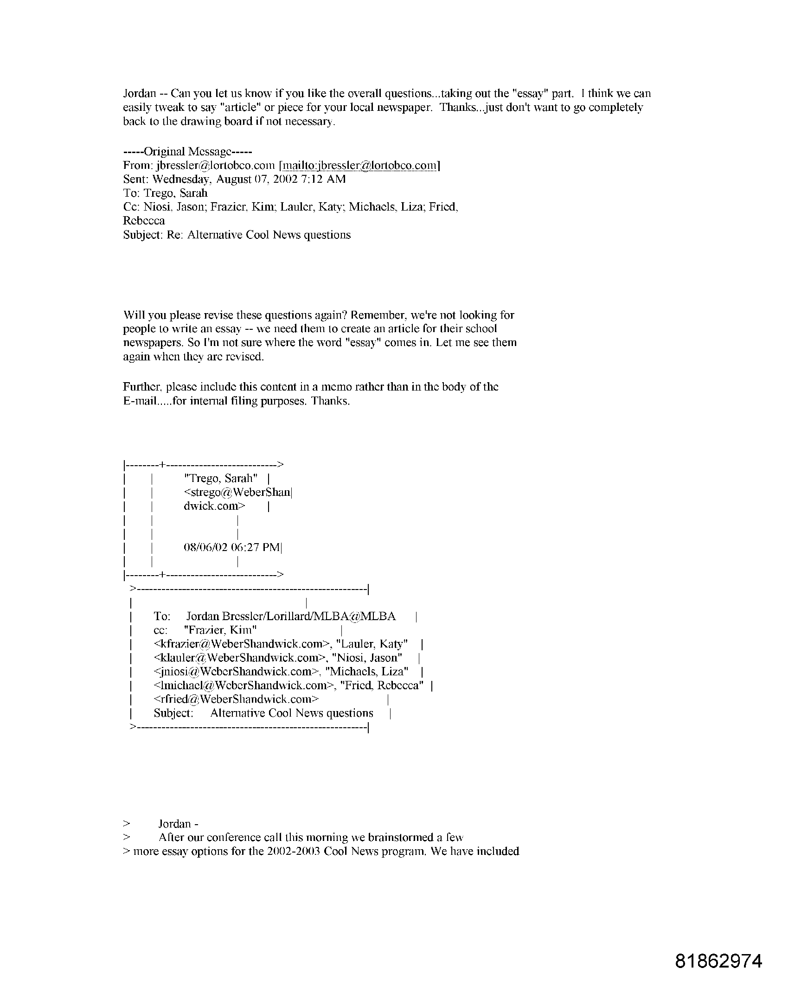 Jordan -- Can you let us know if you like the overall questions...taking out the "essay" part. I think we can
easily tweak to say "article" or piece for your local newspaper. Thanks...just don't want to go completely
back to the drawing board if not necessary.
-----Original Message-----
From: jbressler@lortobco.com [mailto:jbressler@lortobco.com]
Sent: Wednesday, August 07, 2002 7:12 AM
To: Trego, Sarah
Cc: Niosi, Jason; Frazier, Kim; Lauler, Katy; Michaels, Liza; Fried,
Rebecca
Subject: Re: Alternative Cool News questions
Will you please revise these questions again? Remember, we're not looking for
people to write an essay -- we need them to create an article for their school
newspapers. So I'm not sure where the word "essay" comes in. Let me see them
again when they are revised.
Further, please include this content in a memo rather than in the body of the
E-mail.....for internal filing purposes. Thanks.
|--------+--------------------------->
| | "Trego, Sarah" |
| | <strego@WeberShan|
| | dwick.com> |
| | |
| | |
| | 08/06/02 06:27 PM|
| | |
|--------+--------------------------->
>--------------------------------------------------------|
| |
| To: Jordan Bressler/Lorillard/MLBA@MLBA |
| cc: "Frazier, Kim" |
| <kfrazier@WeberShandwick.com>, "Lauler, Katy" |
| <klauler@WeberShandwick.com>, "Niosi, Jason" |
| <jniosi@WeberShandwick.com>, "Michaels, Liza" |
| <lmichael@WeberShandwick.com>, "Fried, Rebecca" |
| <rfried@WeberShandwick.com> |
| Subject: Alternative Cool News questions |
>--------------------------------------------------------|
> Jordan -
> After our conference call this morning we brainstormed a few
> more essay options for the 2002-2003 Cool News program. We have included
81862974